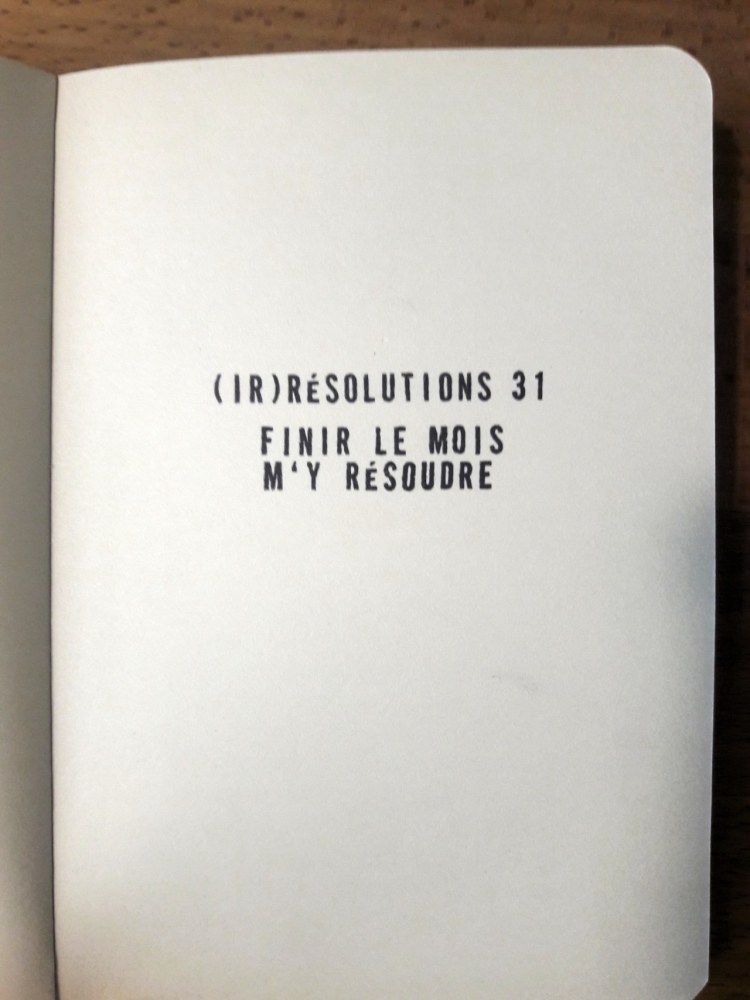 (IR)RÉSOLUTIONS 31
FINIR LE MOIS
M'Y RÉSOUDRE